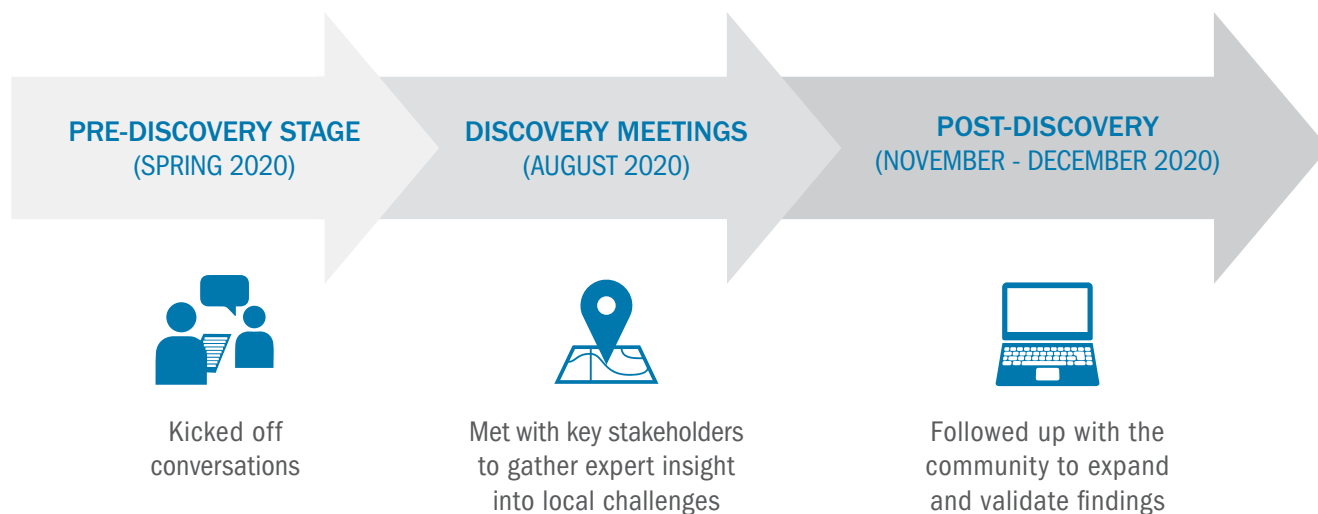 PRE-DISCOVERY STAGE
(SPRING 2020)
DISCOVERY MEETINGS
(AUGUST 2020)
POST-DISCOVERY
(NOVEMBER - DECEMBER 2020)
Kicked off
conversations
Met with key stakeholders
to gather expert insight
into local challenges
Followed up with the
community to expand
and validate findings